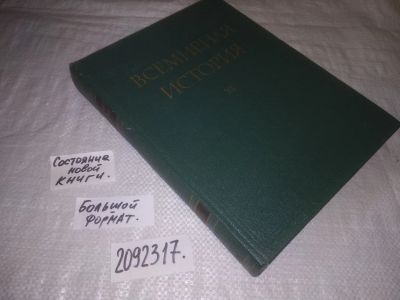 ВСЕМИРНАЯ
ИСТОРИЯ
Состояние
новой
книги.
Большой
формат.
2092317.